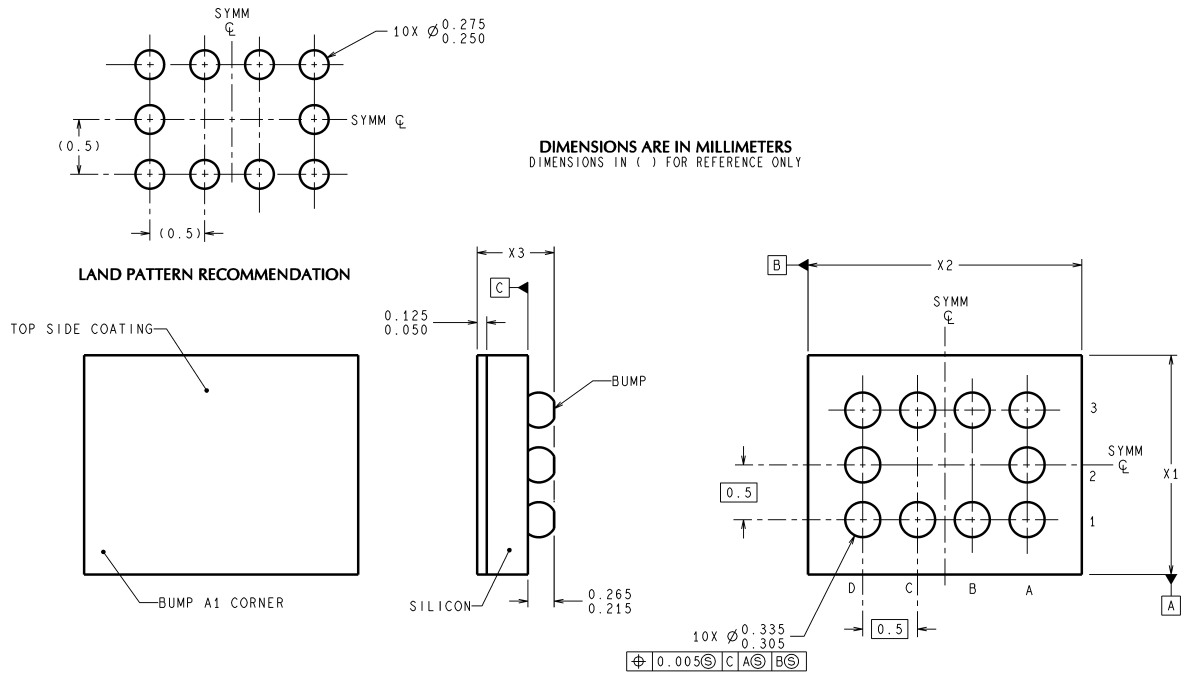 SYMM
℄
10X ⌀ 0.275
0.250
SYMM ℄
(0.5)
(0.5)
LAND PATTERN RECOMMENDATION
DIMENSIONS ARE IN MILLIMETERS
DIMENSIONS IN ( ) FOR REFERENCE ONLY
TOP SIDE COATING
BUMP A1 CORNER
X3
C
0.125
0.050
BUMP
SILICON
0.265
0.215
B
X2
SYMM
℄
3
SYMM
℄
2
X1
0.5
1
D C B A
A
0.5
10X ⌀ 0.335
0.305
⌖ 0.005Ⓢ C AⓈ BⓈ